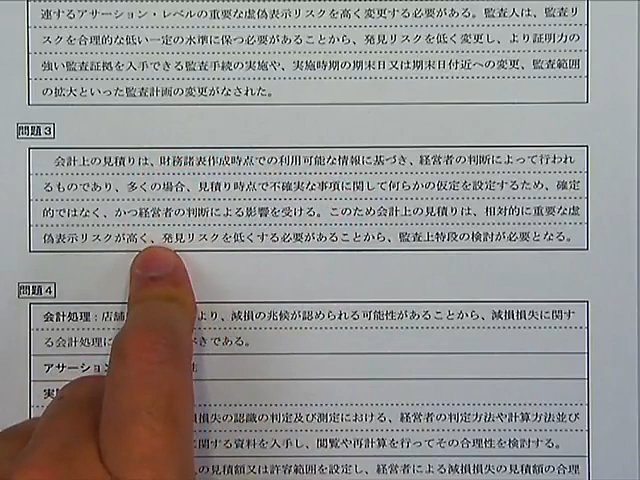 連するアサーション・レベルの重要な虚偽表示リスクを高く変更する必要がある。監査人は、監査リ
スクを合理的な低い一定の水準に保つ必要があることから、発見リスクを低く変更し、より証明力の
強い監査証拠を入手できる監査手続の実施や、実施時期の期末日又は期末日付近への変更、監査範囲
の拡大といった監査計画の変更がなされた。
問題3
会計上の見積りは、財務諸表作成時点での利用可能な情報に基づき、経営者の判断によって行われ
るものであり、多くの場合、見積り時点で不確実な事項に関して何らかの仮定を設定するため、確定
的ではなく、かつ経営者の判断による影響を受ける。このため会計上の見積りは、相対的に重要な虚
偽表示リスクが高く、発見リスクを低くする必要があることから、監査上特段の検討が必要となる。
問題4
会計処理：店舗 より、減損の兆候が認められる可能性があることから、減損損失に関す
る会計処理に べきである。
アサーション
損失の認識の判定及び測定における、経営者の判定方法や計算方法並び
に関する資料を入手し、閲覧や再計算を行ってその合理性を検討する。
の見積額又は許容範囲を設定し、経営者による減損損失の見積額の合理